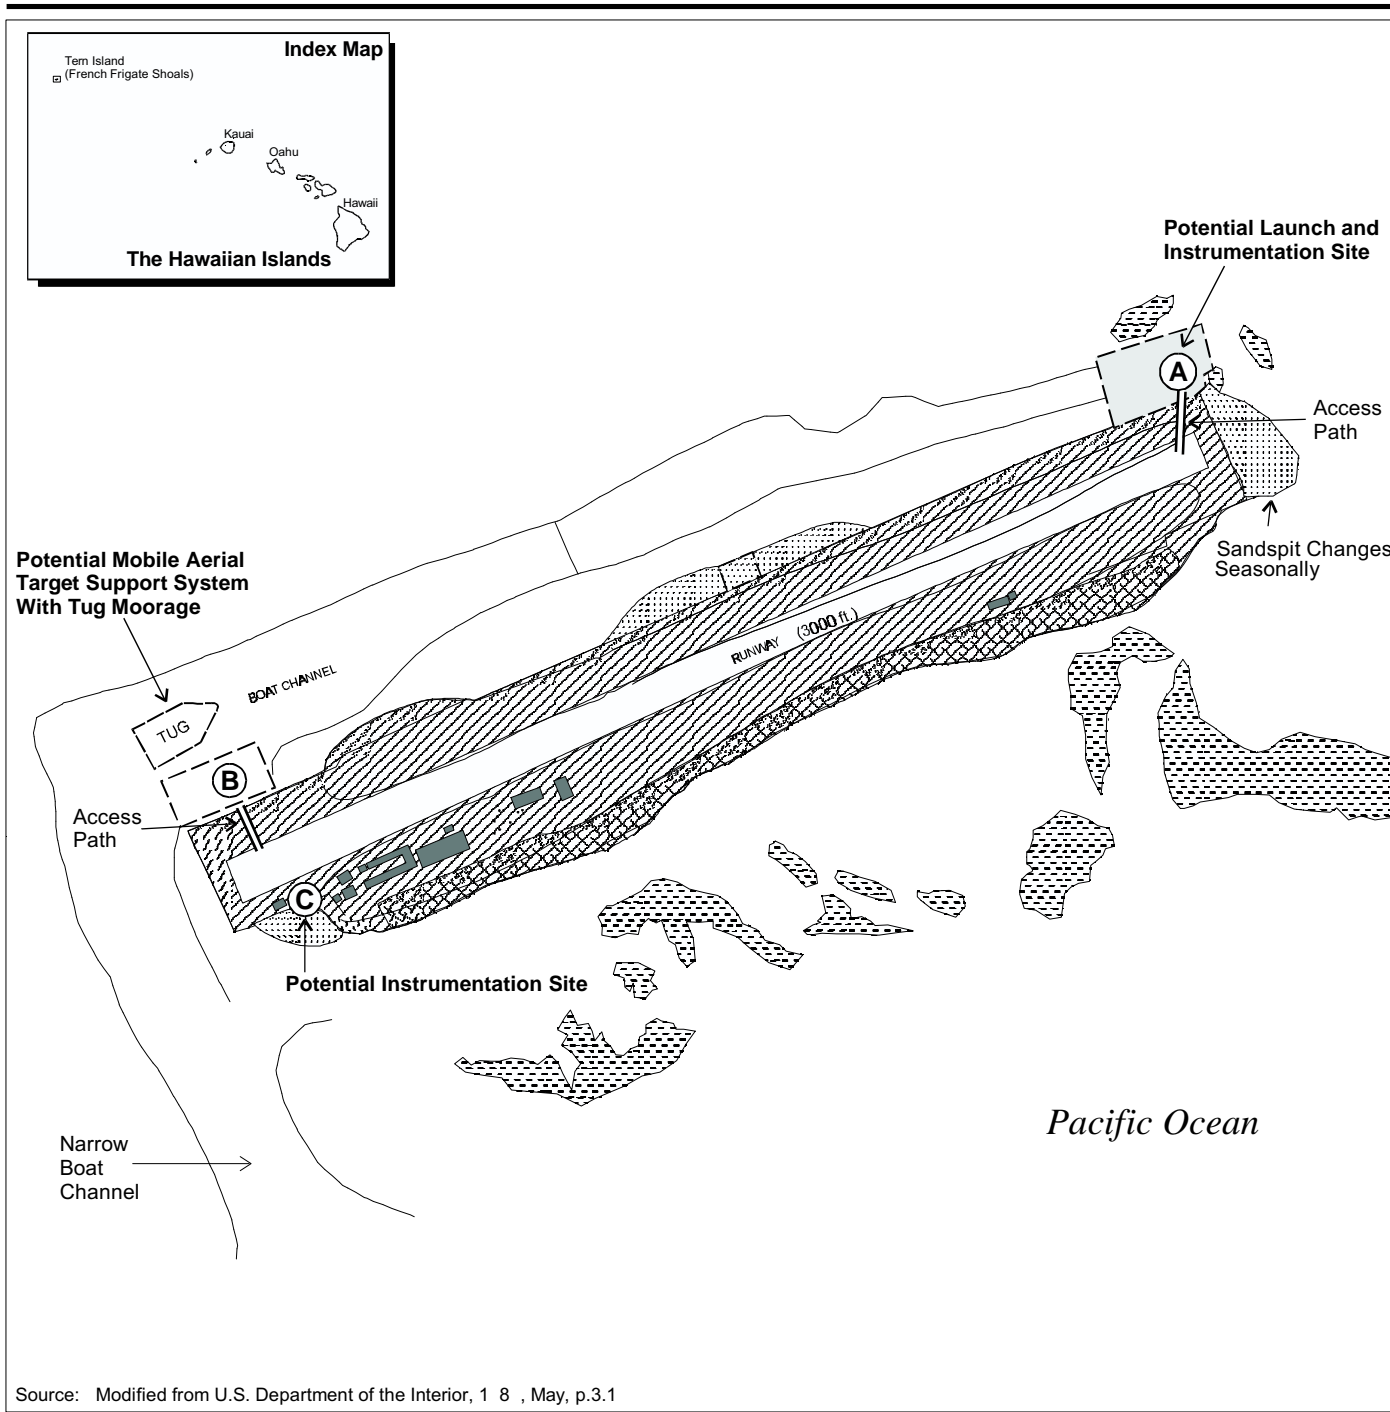 Index Map
Tern Island
(French Frigate Shoals)
Kauai
Oahu
Hawaii
The Hawaiian Islands
Potential Launch and
Instrumentation Site
A
Access
Path
Sandspit Changes
Seasonally
Potential Mobile Aerial
Target Support System
With Tug Moorage
RUNWAY (3000 ft.)
BOAT CHANNEL
TUG
B
Access
Path
C
Potential Instrumentation Site
Narrow
Boat
Channel
Pacific Ocean
Source: Modified from U.S. Department of the Interior, 1 8 , May, p.3.1